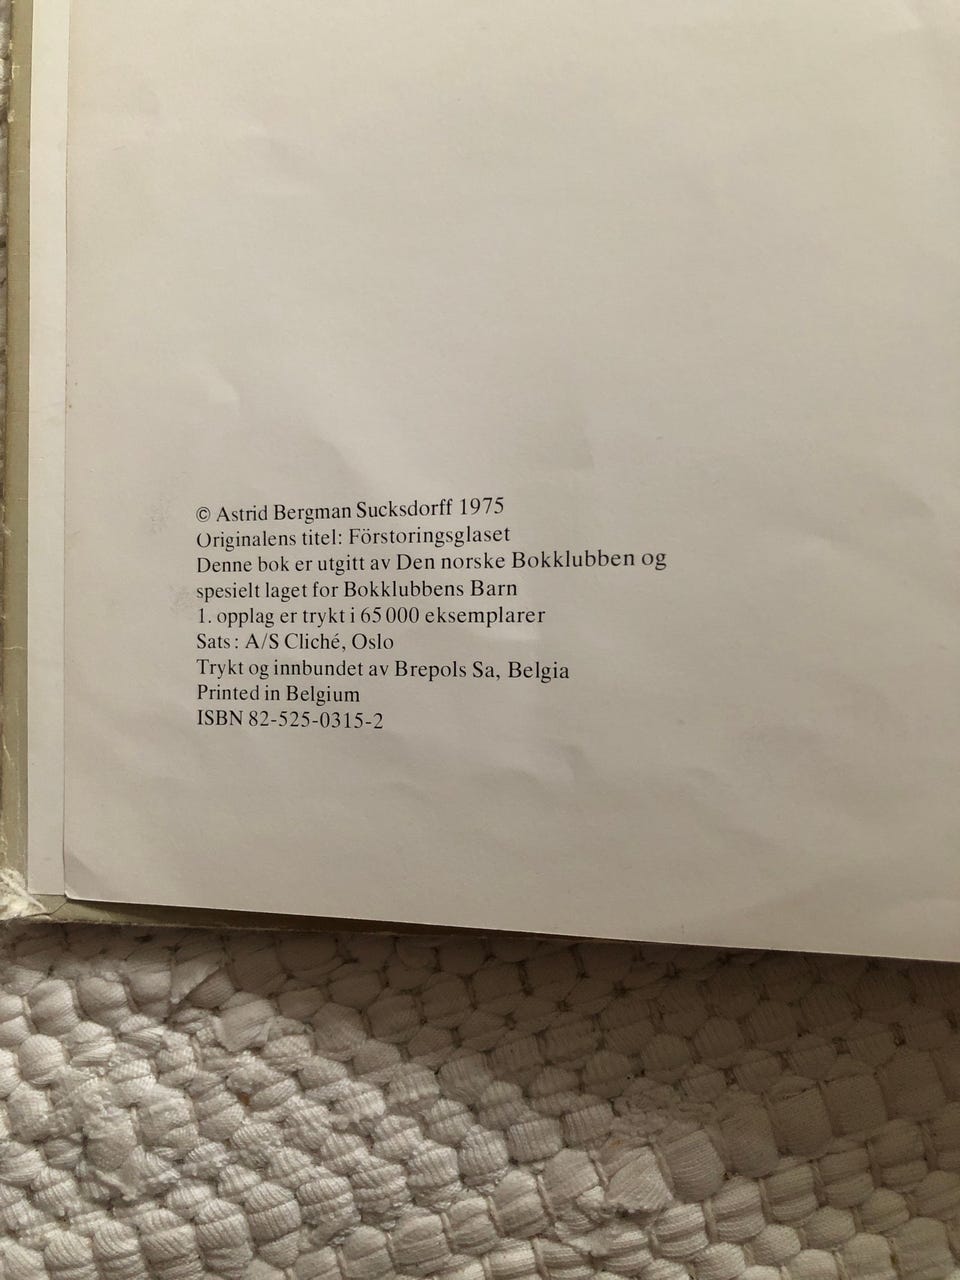 © Astrid Bergman Sucksdorff 1975
Originalens titel: Förstoringsglaset
Denne bok er utgitt av Den norske Bokklubben og
spesielt laget for Bokklubbens Barn
1. opplag er trykt i 65 000 eksemplarer
Sats: A/S Cliché, Oslo
Trykt og innbundet av Brepols Sa, Belgia
Printed in Belgium
ISBN 82-525-0315-2